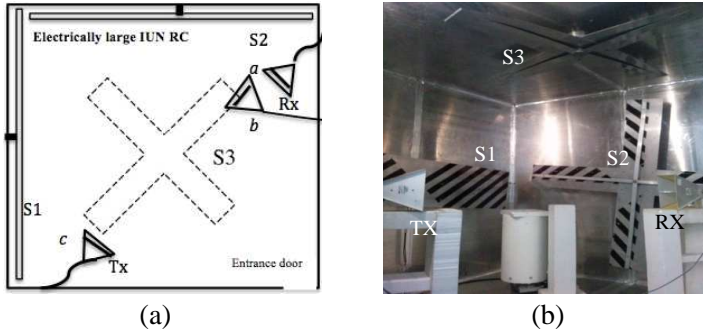 Electrically large IUN RC
S2
a
Rx
b
S3
S1
c
Tx
Entrance door
(a)
S3
S1
S2
TX
RX
(b)